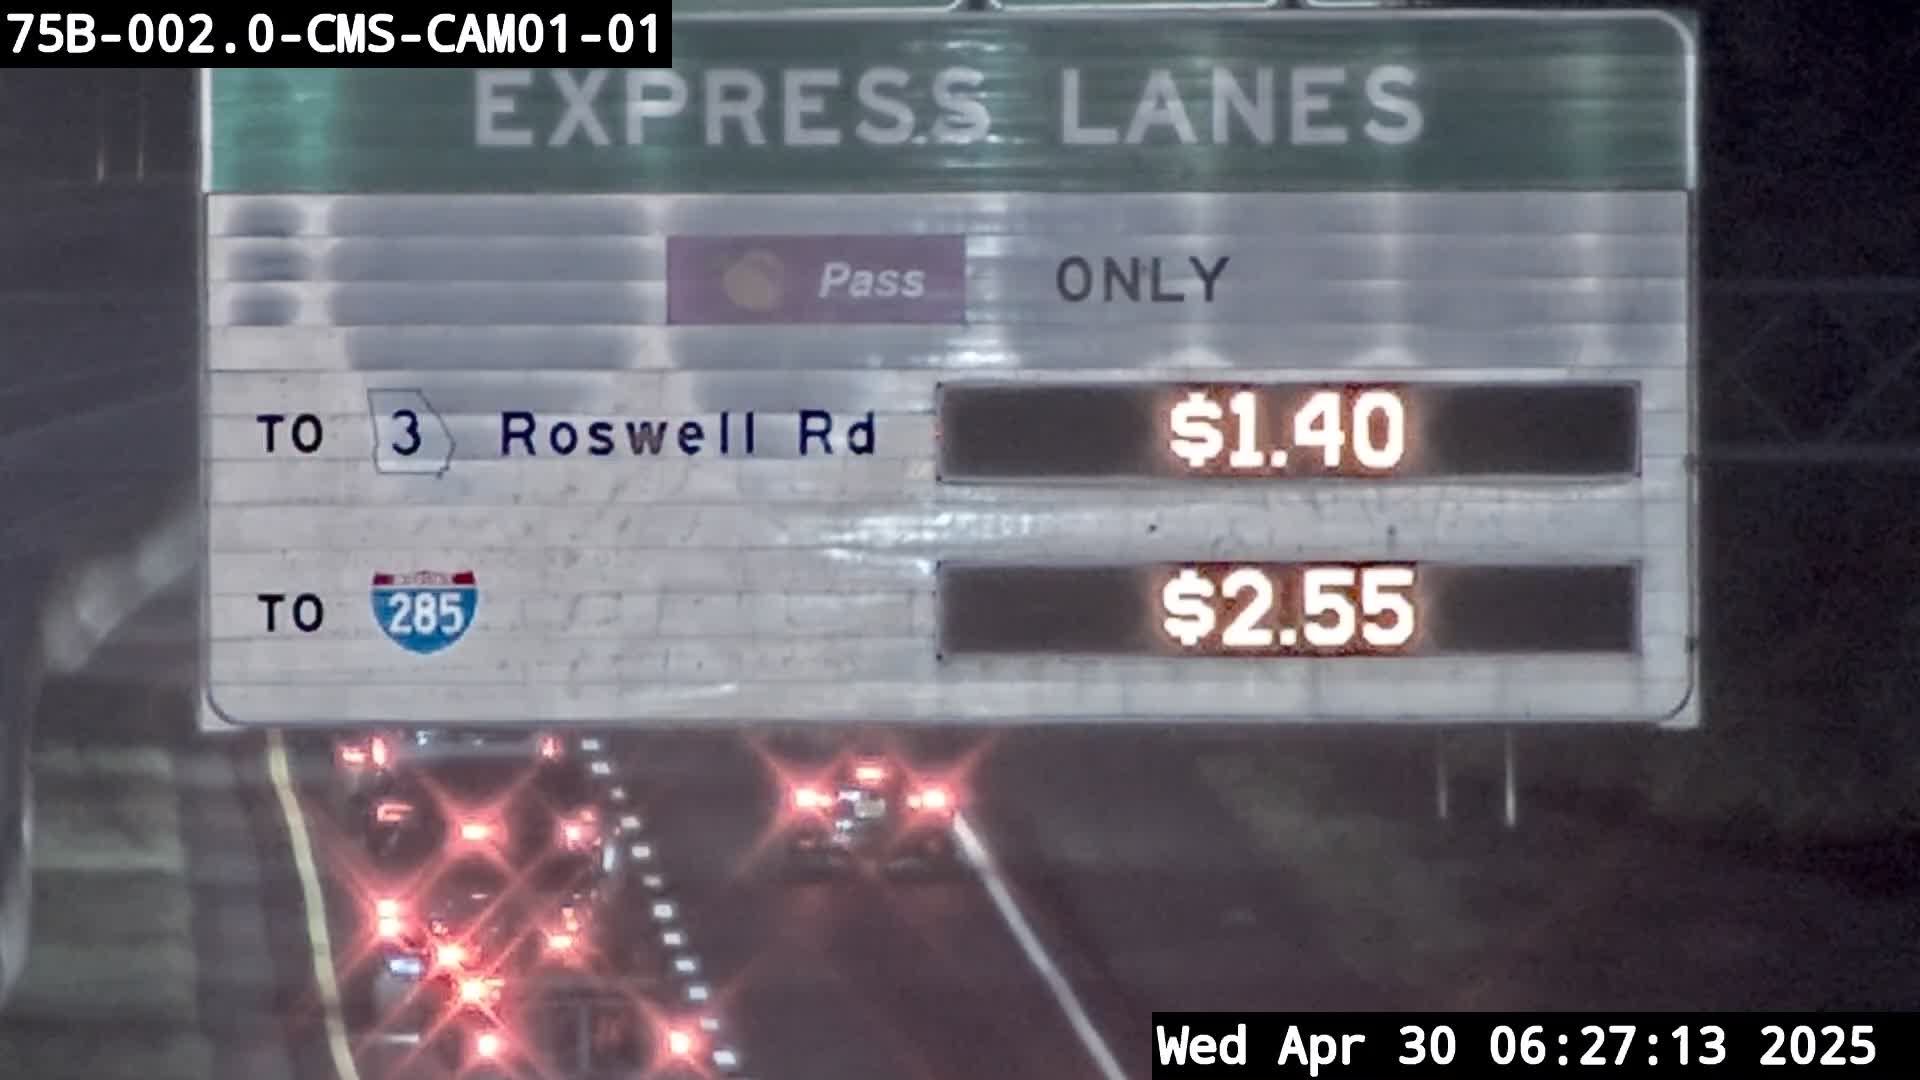 75B-002.0-CMS-CAM01-01
EXPRESS LANES
Pass ONLY
TO 3 Roswell Rd $1.40
TO 285 $2.55
Wed Apr 30 06:27:13 2025